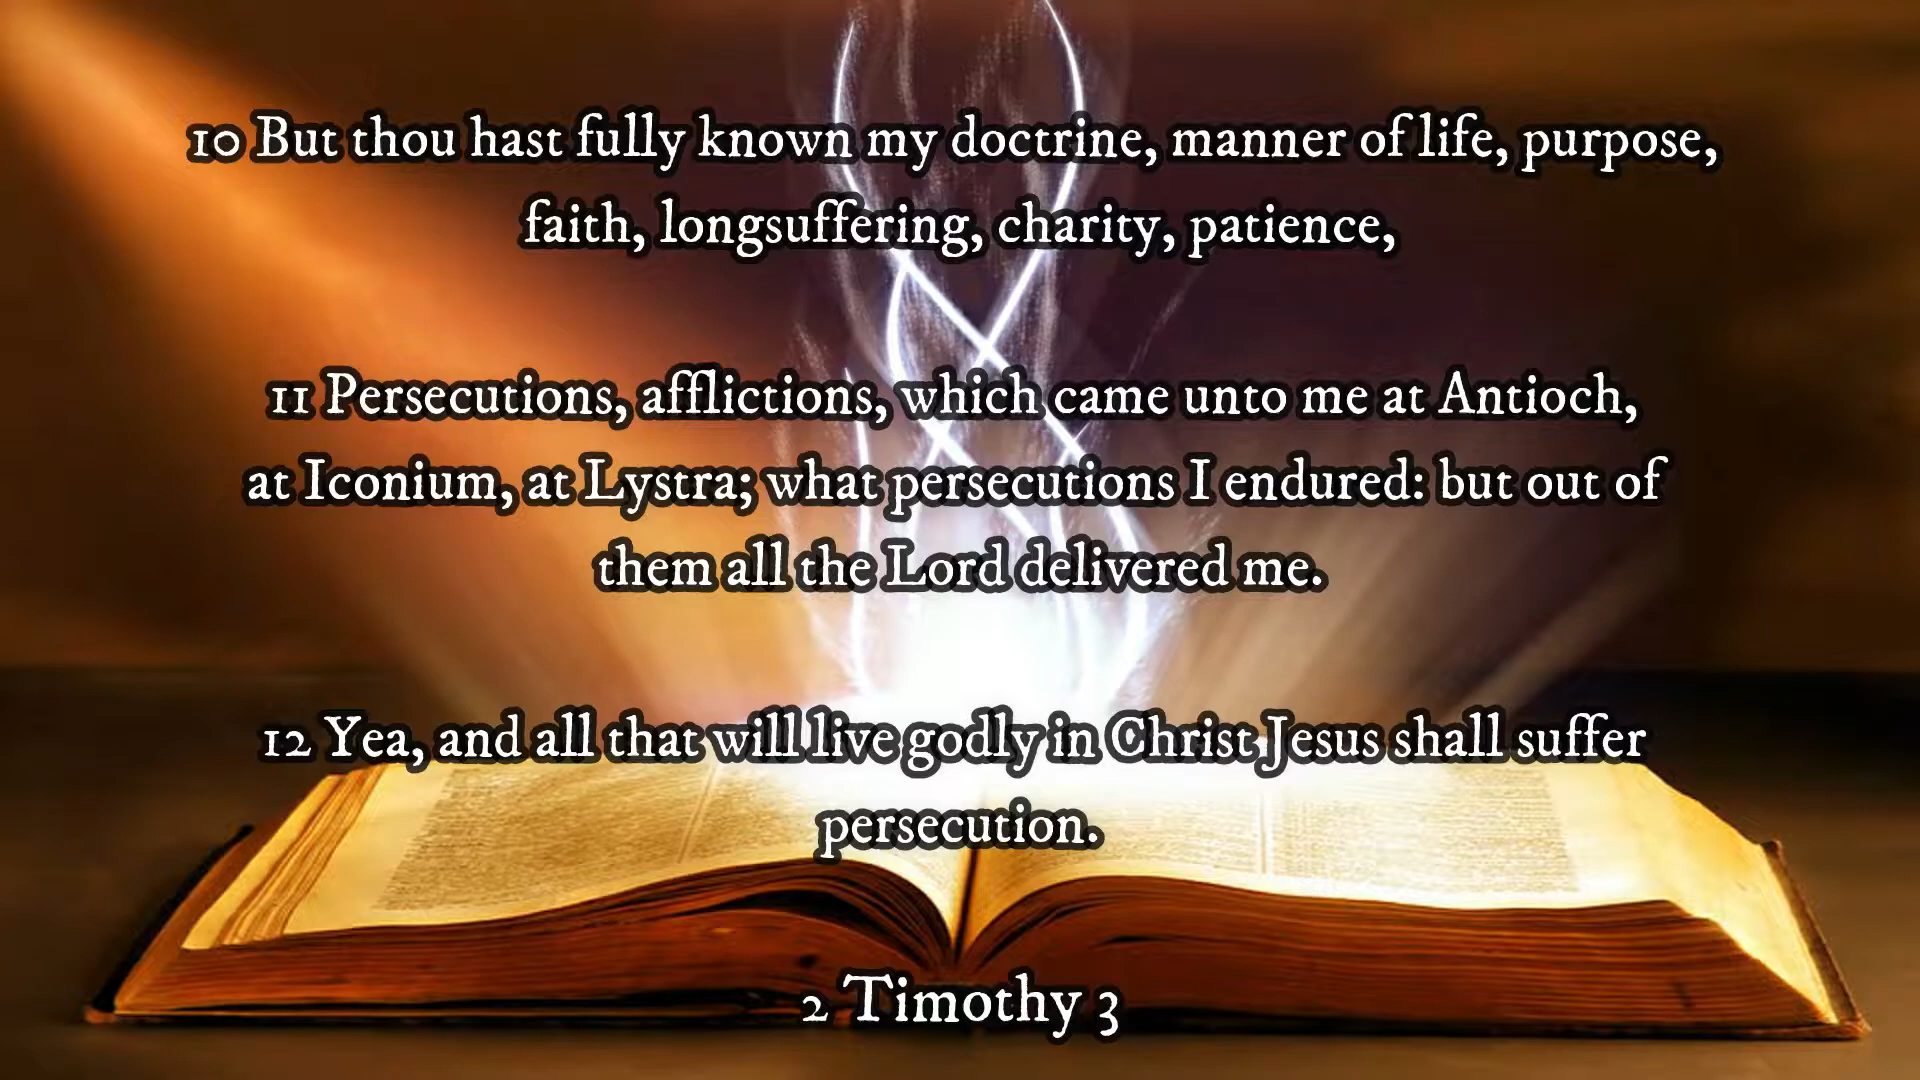 10 But thou hast fully known my doctrine, manner of life, purpose,
faith, longsuffering, charity, patience,
11 Persecutions, afflictions, which came unto me at Antioch,
at Iconium, at Lystra; what persecutions I endured: but out of
them all the Lord delivered me.
12 Yea, and all that will live godly in Christ Jesus shall suffer
persecution.
2 Timothy 3